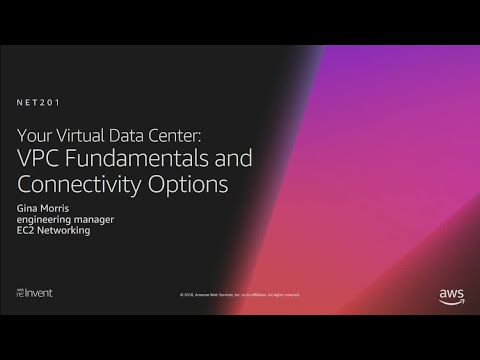 NET201
Your Virtual Data Center:
VPC Fundamentals and
Connectivity Options
Gina Morris
engineering manager
EC2 Networking
AWS
re:Invent
© 2018, Amazon Web Services, Inc. or its affiliates. All rights reserved.
aws